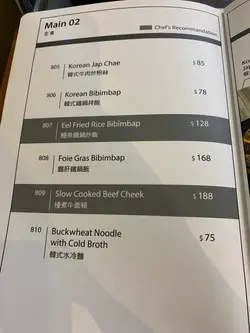 Main 02
主食
Chef's Recommendation
805 Korean Jap Chae $ 85
韓式牛肉炒粉絲
806 Korean Bibimbap $ 78
韓式鐵鍋拌飯
807 Eel Fried Rice Bibimbap $ 128
鰻魚鐵鍋炒飯
808 Foie Gras Bibimbap $ 168
鵝肝鐵鍋飯
809 Slow Cooked Beef Cheek $ 188
慢煮牛面頰
810 Buckwheat Noodle $ 75
with Cold Broth
韓式水冷麵